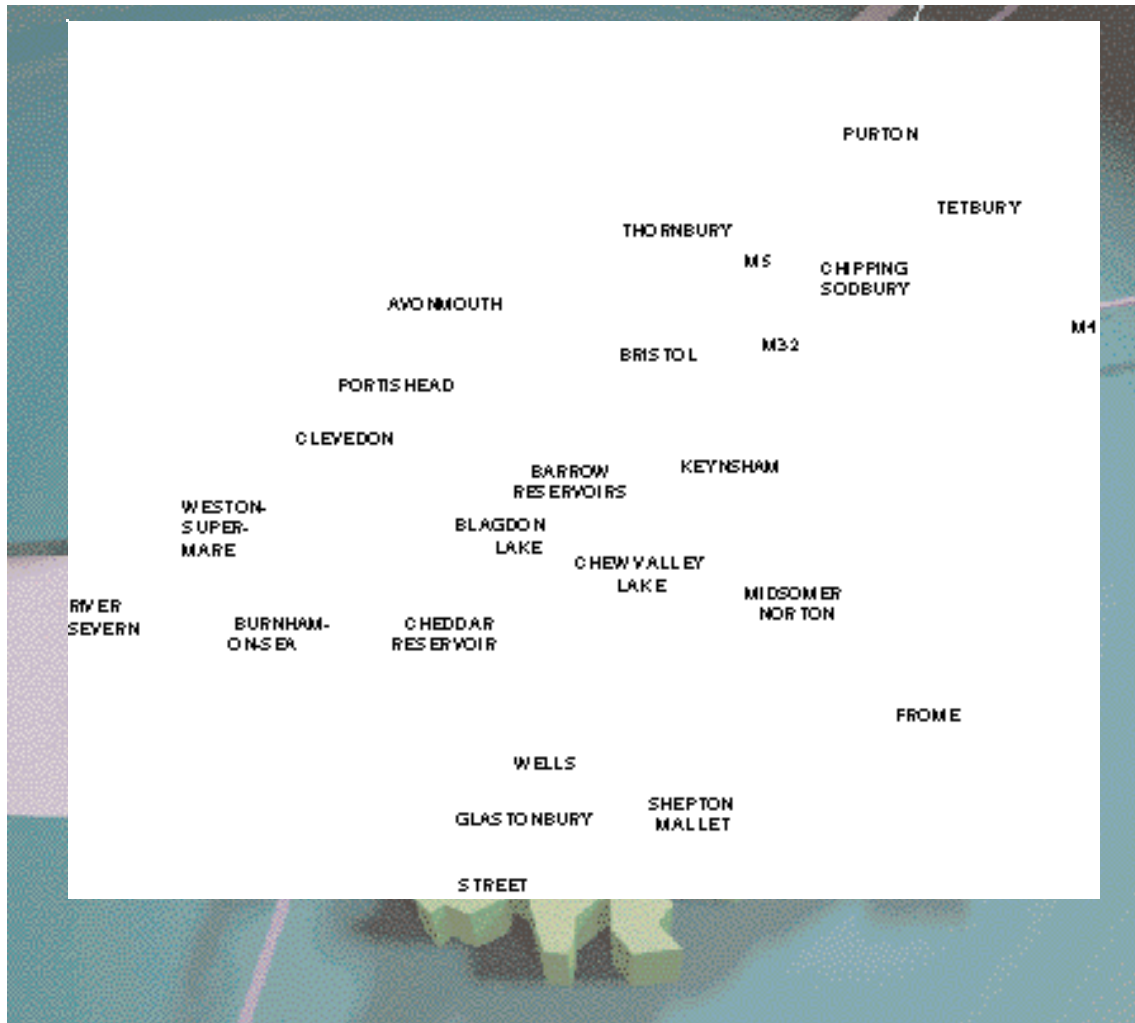 PURTON
TETBURY
THORNBURY
M5
CHIPPING
SODBURY
AVONMOUTH
M4
M32
BRISTOL
PORTISHEAD
CLEVEDON
KEYNSHAM
BARROW
RESERVOIRS
WESTON-
SUPER-
MARE
BLAGDON
LAKE
CHEW VALLEY
LAKE
MIDSOMER
NORTON
RIVER
SEVERN
BURNHAM-
ON-SEA
CHEDDAR
RESERVOIR
FROME
WELLS
SHEPTON
MALLET
GLASTONBURY
STREET